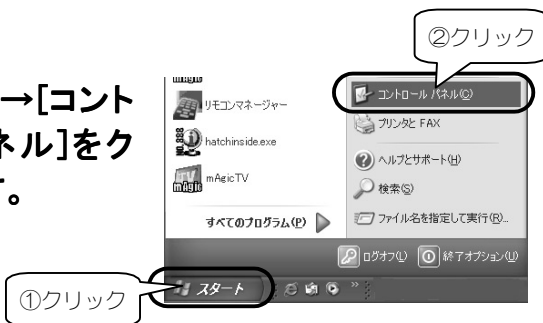 ②クリック
→[コント
ネル]をク
。
mAgic
リモコンマネージャー
NO.888
hatchinside.exe
mAgic
mAgicTV
すべてのプログラム(P)
コントロール パネル(C)
プリンタと FAX
ヘルプとサポート(H)
検索(S)
ファイル名を指定して実行(R)...
ログオフ(L)
終了オプション(U)
スタート
»
①クリック